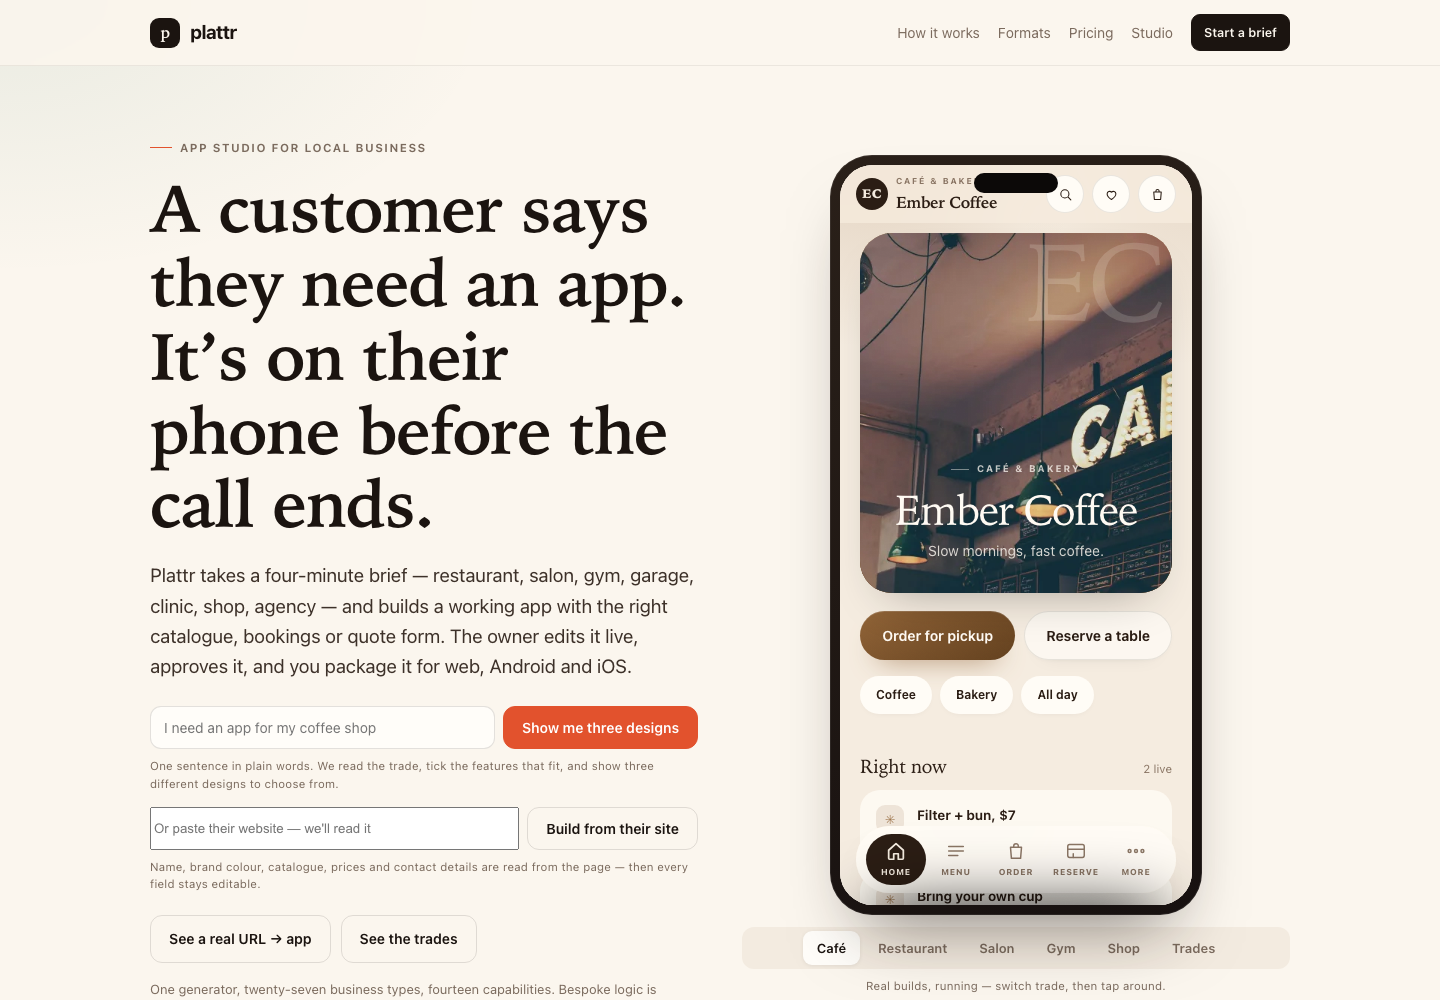 p plattr
How it works Formats Pricing Studio Start a brief
APP STUDIO FOR LOCAL BUSINESS
A customer says
they need an app.
It’s on their
phone before the
call ends.
Plattr takes a four-minute brief — restaurant, salon, gym, garage,
clinic, shop, agency — and builds a working app with the right
catalogue, bookings or quote form. The owner edits it live,
approves it, and you package it for web, Android and iOS.
I need an app for my coffee shop
Show me three designs
One sentence in plain words. We read the trade, tick the features that fit, and show three
different designs to choose from.
Or paste their website — we'll read it
Build from their site
Name, brand colour, catalogue, prices and contact details are read from the page — then every
field stays editable.
See a real URL → app
See the trades
One generator, twenty-seven business types, fourteen capabilities. Bespoke logic is
EC
CAFÉ &
Ember Coffee
EC
CAFÉ & BAKERY
Ember Coffee
Slow mornings, fast coffee.
Order for pickup
Reserve a table
Coffee
Bakery
All day
Right now
2 live
Filter + bun, $7
HOME
MENU
ORDER
RESERVE
MORE
Bring your own cup
Café Restaurant Salon Gym Shop Trades
Real builds, running — switch trade, then tap around.